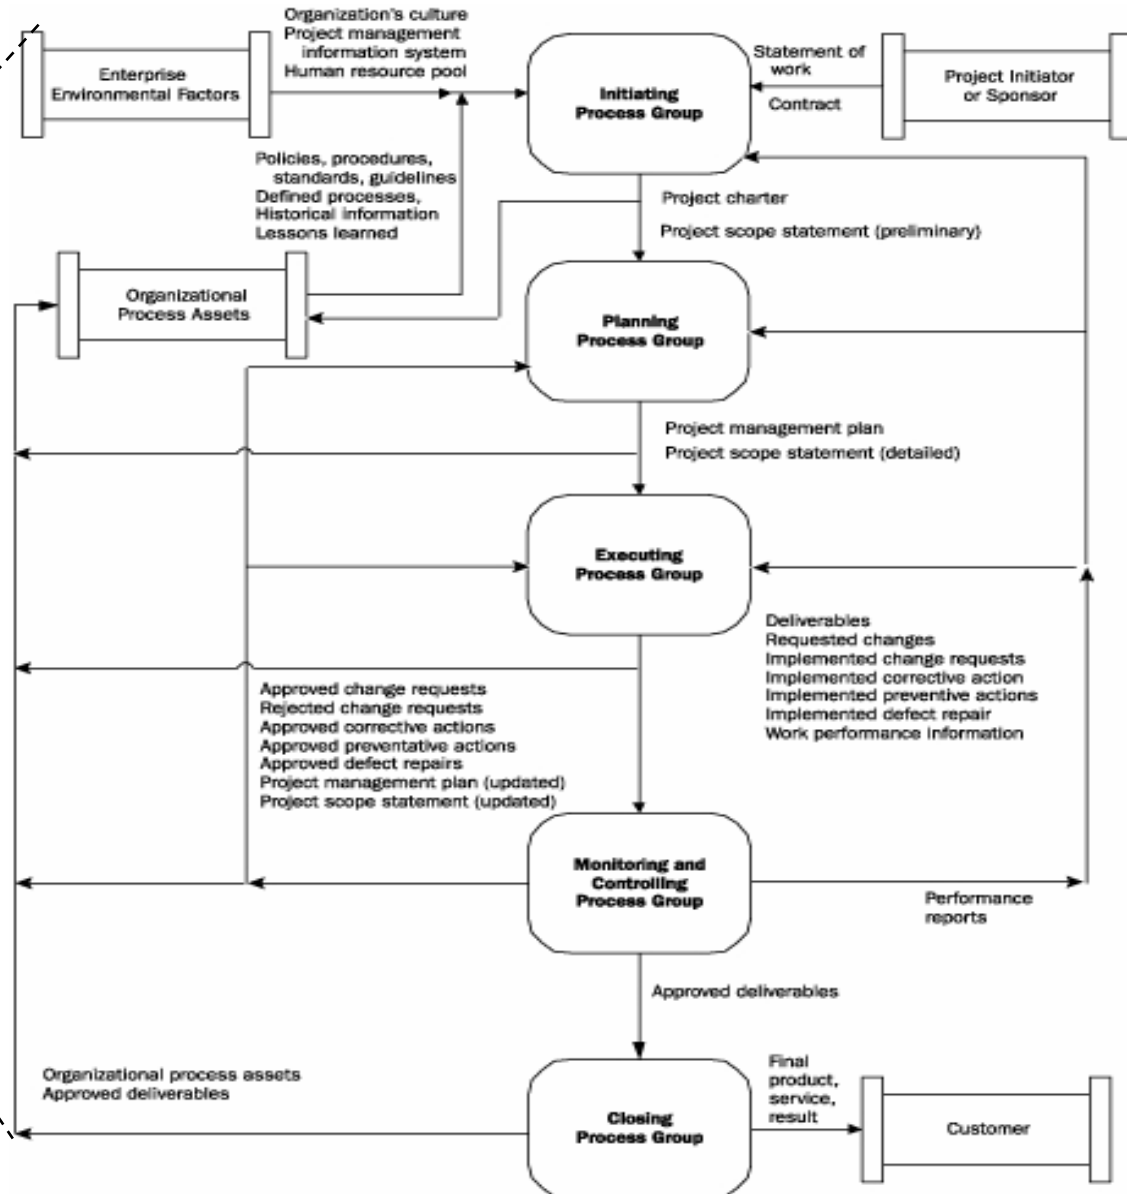 Organization's culture
Project management
information system
Human resource pool
Enterprise
Environmental Factors
Statement of
work
Contract
Project Initiator
or Sponsor
Initiating
Process Group
Policies, procedures,
standards, guidelines
Defined processes,
Historical information
Lessons learned
Project charter
Project scope statement (preliminary)
Organizational
Process Assets
Planning
Process Group
Project management plan
Project scope statement (detailed)
Executing
Process Group
Deliverables
Requested changes
Implemented change requests
Implemented corrective action
Implemented preventive actions
Implemented defect repair
Work performance information
Approved change requests
Rejected change requests
Approved corrective actions
Approved preventative actions
Approved defect repairs
Project management plan (updated)
Project scope statement (updated)
Monitoring and
Controlling
Process Group
Performance
reports
Approved deliverables
Organizational process assets
Approved deliverables
Closing
Process Group
Final
product,
service,
result
Customer